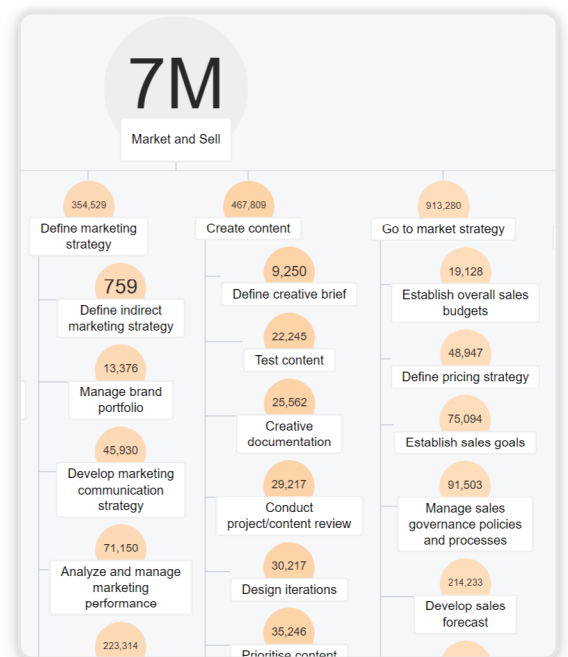 7M
Market and Sell
354,529
Define marketing
strategy
759
Define indirect
marketing strategy
13,376
Manage brand
portfolio
45,930
Develop marketing
communication
strategy
71,150
Analyze and manage
marketing
performance
223,314
467,809
Create content
9,250
Define creative brief
22,245
Test content
25,562
Creative
documentation
29,217
Conduct
project/content review
30,217
Design iterations
35,246
Prioritise content
913,280
Go to market strategy
19,128
Establish overall sales
budgets
48,947
Define pricing strategy
75,094
Establish sales goals
91,503
Manage sales
governance policies
and processes
214,233
Develop sales
forecast